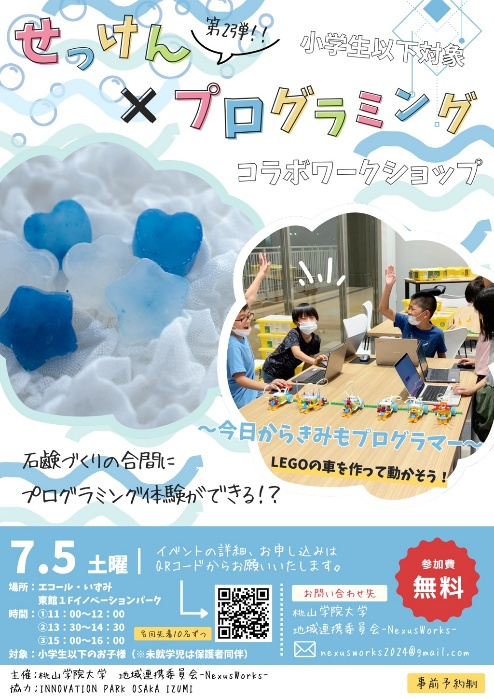 第2弾！！
せっけん
小学生以下対象
×プログラミング
コラボワークショップ
～今日からきみもプログラマー～
LEGOの車を作って動かそう！
石鹸づくりの合間に
プログラミング体験ができる！？
7.5 土曜
イベントの詳細、お申し込みは
QRコードからお願いいたします。
場所：エコール・いずみ
東館１Fイノベーションパーク
時間：①11：00〜12：00
②13：30〜14：30
③15：00〜16：00
各回先着10名ずつ
対象：小学生以下のお子様（※未就学児は保護者同伴）
参加費
無料
お問い合わせ先
桃山学院大学
地域連携委員会-NexusWorks-
nexusworks2024@gmail.com
主催:桃山学院大学　地域連携委員会-NexusWorks-
協力：INNOVATION PARK OSAKA IZUMI
事前予約制